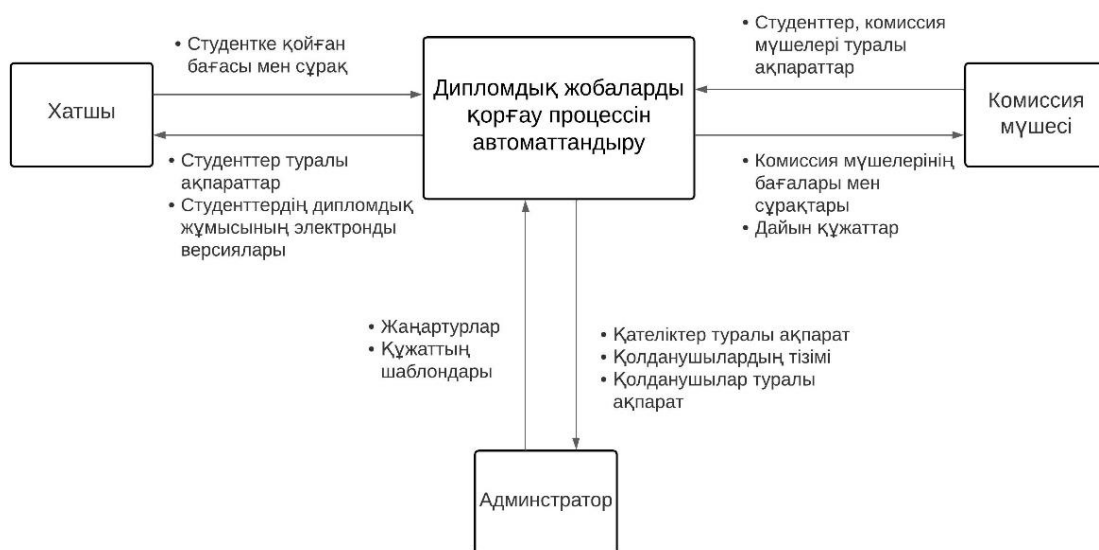 • Студентке қойған
бағасы мен сұрақ
Хатшы
• Студенттер туралы
ақпараттар
• Студенттердің дипломдық
жұмысының электронды
версиялары
Дипломдық жобаларды
қорғау процессін
автоматтандыру
• Студенттер, комиссия
мүшелері туралы
ақпараттар
Комиссия
мүшесі
• Комиссия мүшелерінің
бағалары мен
сұрақтары
• Дайын құжаттар
• Жаңартурлар
• Құжаттың
шаблондары
• Қателіктер туралы ақпарат
• Қолданушылардың тізімі
• Қолданушылар туралы
ақпарат
Админстратор